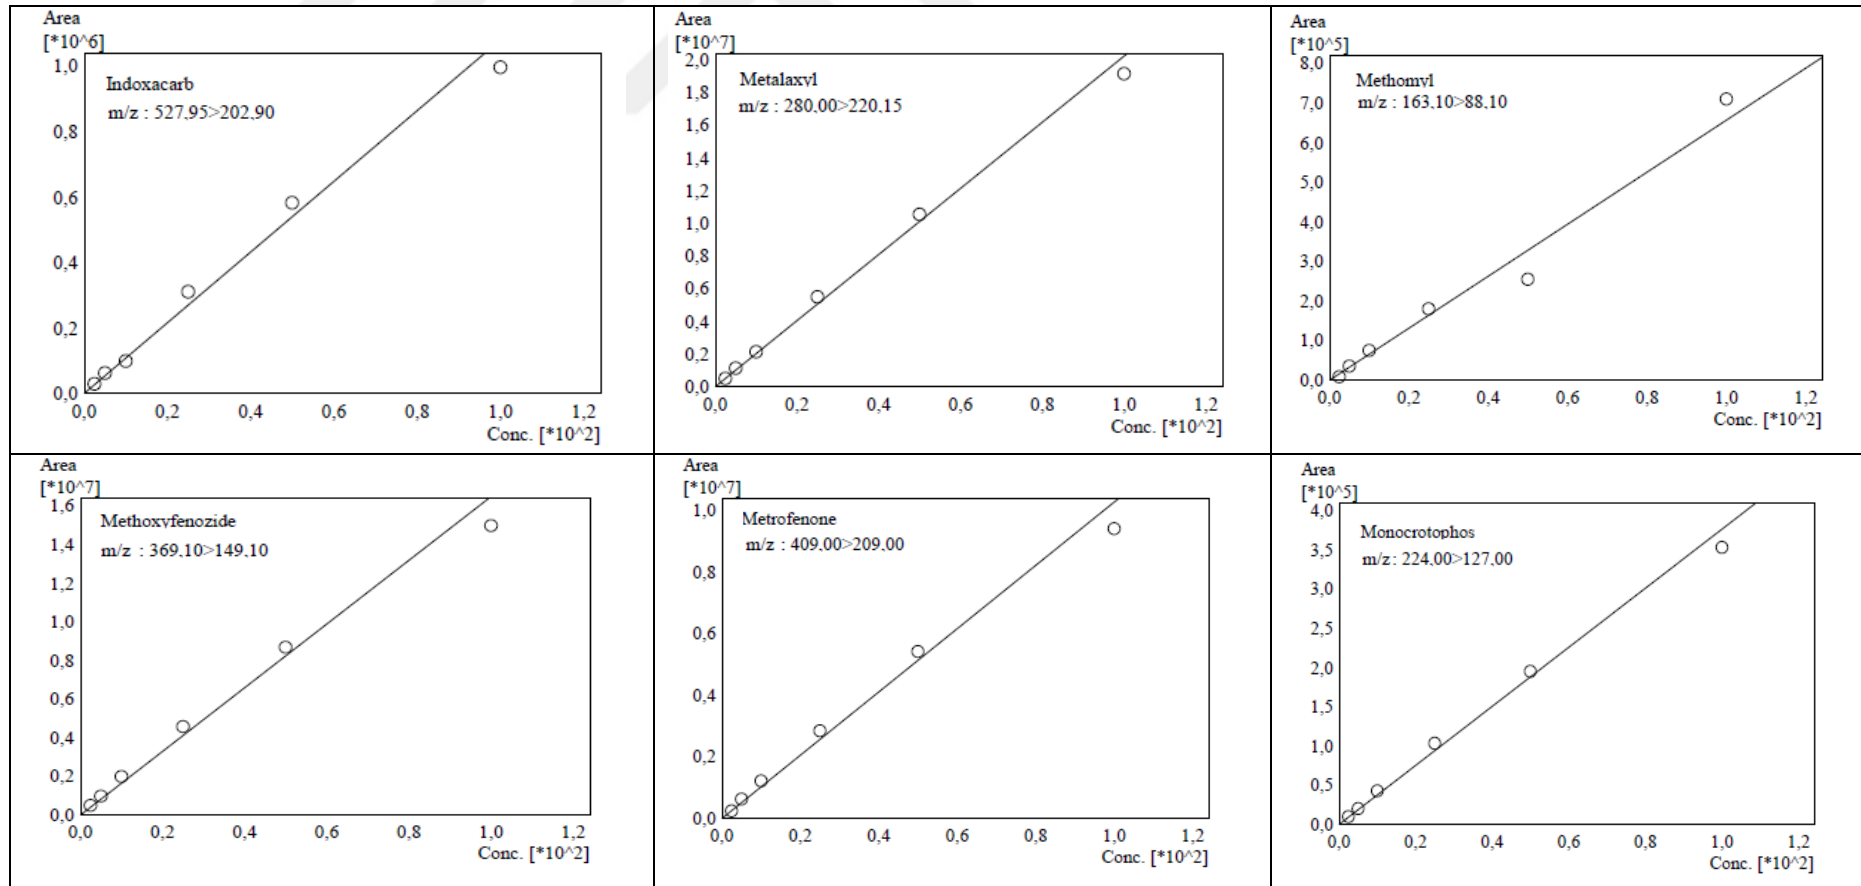 Area
[*10^6]
1,0
Indoxacarb
m/z : 527,95>202,90
0,8
0,6
0,4
0,2
0,0
0,0 0,2 0,4 0,6 0,8 1,0 1,2
Conc. [*10^2]
Area
[*10^7]
2,0
Metalaxyl
1,8
m/z : 280,00>220,15
1,6
1,4
1,2
1,0
0,8
0,6
0,4
0,2
0,0
0,0 0,2 0,4 0,6 0,8 1,0 1,2
Conc. [*10^2]
Area
[*10^5]
8,0
Methomyl
m/z : 163,10>88,10
7,0
6,0
5,0
4,0
3,0
2,0
1,0
0,0
0,0 0,2 0,4 0,6 0,8 1,0 1,2
Conc. [*10^2]
Area
[*10^7]
1,6
Methoxyfenozide
m/z : 369,10>149,10
1,4
1,2
1,0
0,8
0,6
0,4
0,2
0,0
0,0 0,2 0,4 0,6 0,8 1,0 1,2
Conc. [*10^2]
Area
[*10^7]
1,0
Metrofenone
m/z : 409,00>209,00
0,8
0,6
0,4
0,2
0,0
0,0 0,2 0,4 0,6 0,8 1,0 1,2
Conc. [*10^2]
Area
[*10^5]
4,0
Monocrotophos
3,5
m/z : 224,00>127,00
3,0
2,5
2,0
1,5
1,0
0,5
0,0
0,0 0,2 0,4 0,6 0,8 1,0 1,2
Conc. [*10^2]